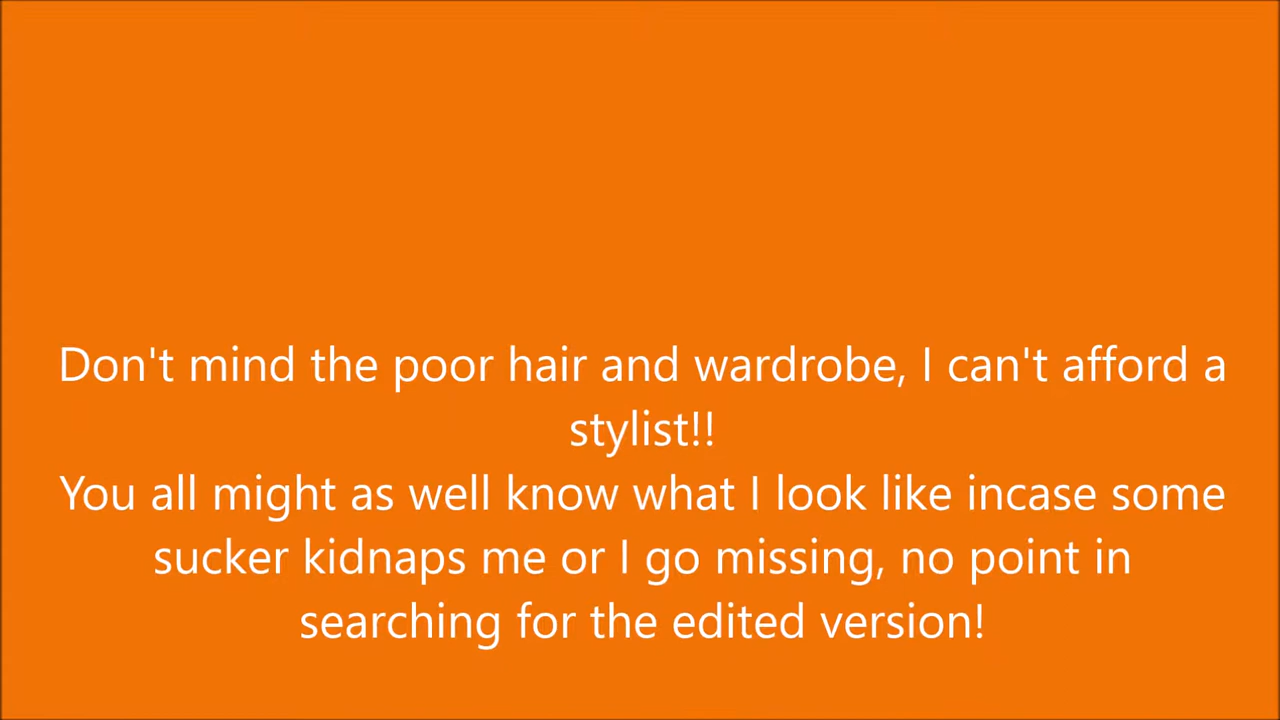 Don't mind the poor hair and wardrobe, I can't afford a
stylist!!
You all might as well know what I look like incase some
sucker kidnaps me or I go missing, no point in
searching for the edited version!